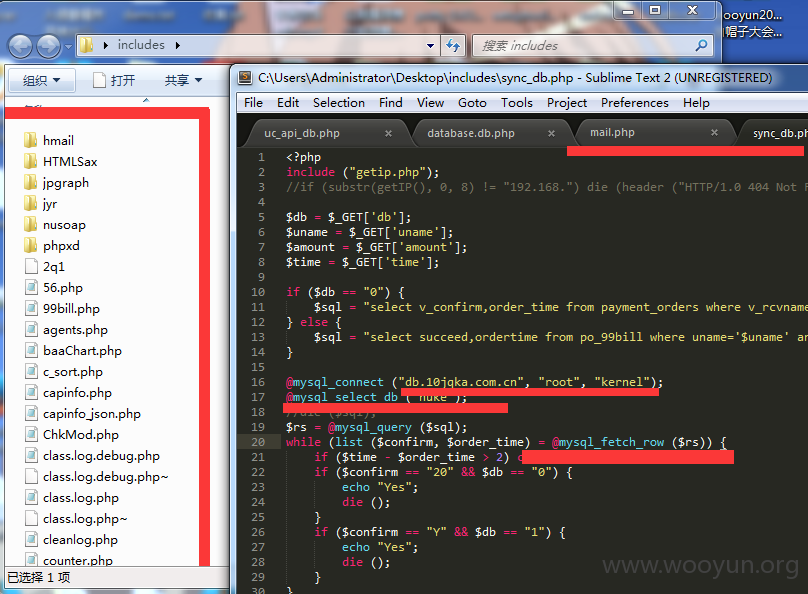 ooyun20...
帽子大会...
includes
搜索 includes
组织
打开
共享
C:\Users\Administrator\Desktop\includes\sync_db.php - Sublime Text 2 (UNREGISTERED)
File Edit Selection Find View Goto Tools Project Preferences Help
uc_api_db.php
database.db.php
mail.php
sync_db.ph
hmail
HTMLSax
jpgraph
jyr
nusoap
phpxd
2q1
56.php
99bill.php
agents.php
baaChart.php
c_sort.php
capinfo.php
capinfo_json.php
ChkMod.php
class.log.debug.php
class.log.debug.php~
class.log.php
class.log.php~
cleanlog.php
counter.php
已选择 1 项
1 <?php
2 include ("getip.php");
3 //if (substr(getIP(), 0, 8) != "192.168.") die (header ("HTTP/1.0 404 Not F
4
5 $db = $_GET['db'];
6 $uname = $_GET['uname'];
7 $amount = $_GET['amount'];
8 $time = $_GET['time'];
9
10 if ($db == "0") {
11 $sql = "select v_confirm,order_time from payment_orders where v_rcvname
12 } else {
13 $sql = "select succeed,ordertime from po_99bill where uname='$uname' an
14 }
15
16 @mysql_connect ("db.10jqka.com.cn", "root", "kernel");
17 @mysql_select_db ("nuke");
18 //die ($sql);
19 $rs = @mysql_query ($sql);
20 while (list ($confirm, $order_time) = @mysql_fetch_row ($rs)) {
21 if ($time - $order_time > 2) c
22 if ($confirm == "20" && $db == "0") {
23 echo "Yes";
24 die ();
25 }
26 if ($confirm == "Y" && $db == "1") {
27 echo "Yes";
28 die ();
29 }
30 }
www.wooyun.org